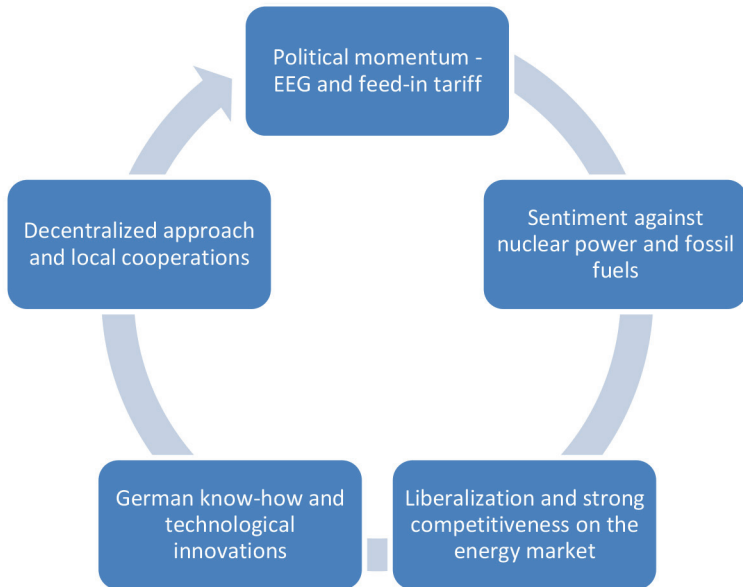 Political momentum -
EEG and feed-in tariff
Sentiment against
nuclear power and fossil
fuels
Liberalization and strong
competitiveness on the
energy market
German know-how and
technological
innovations
Decentralized approach
and local cooperations